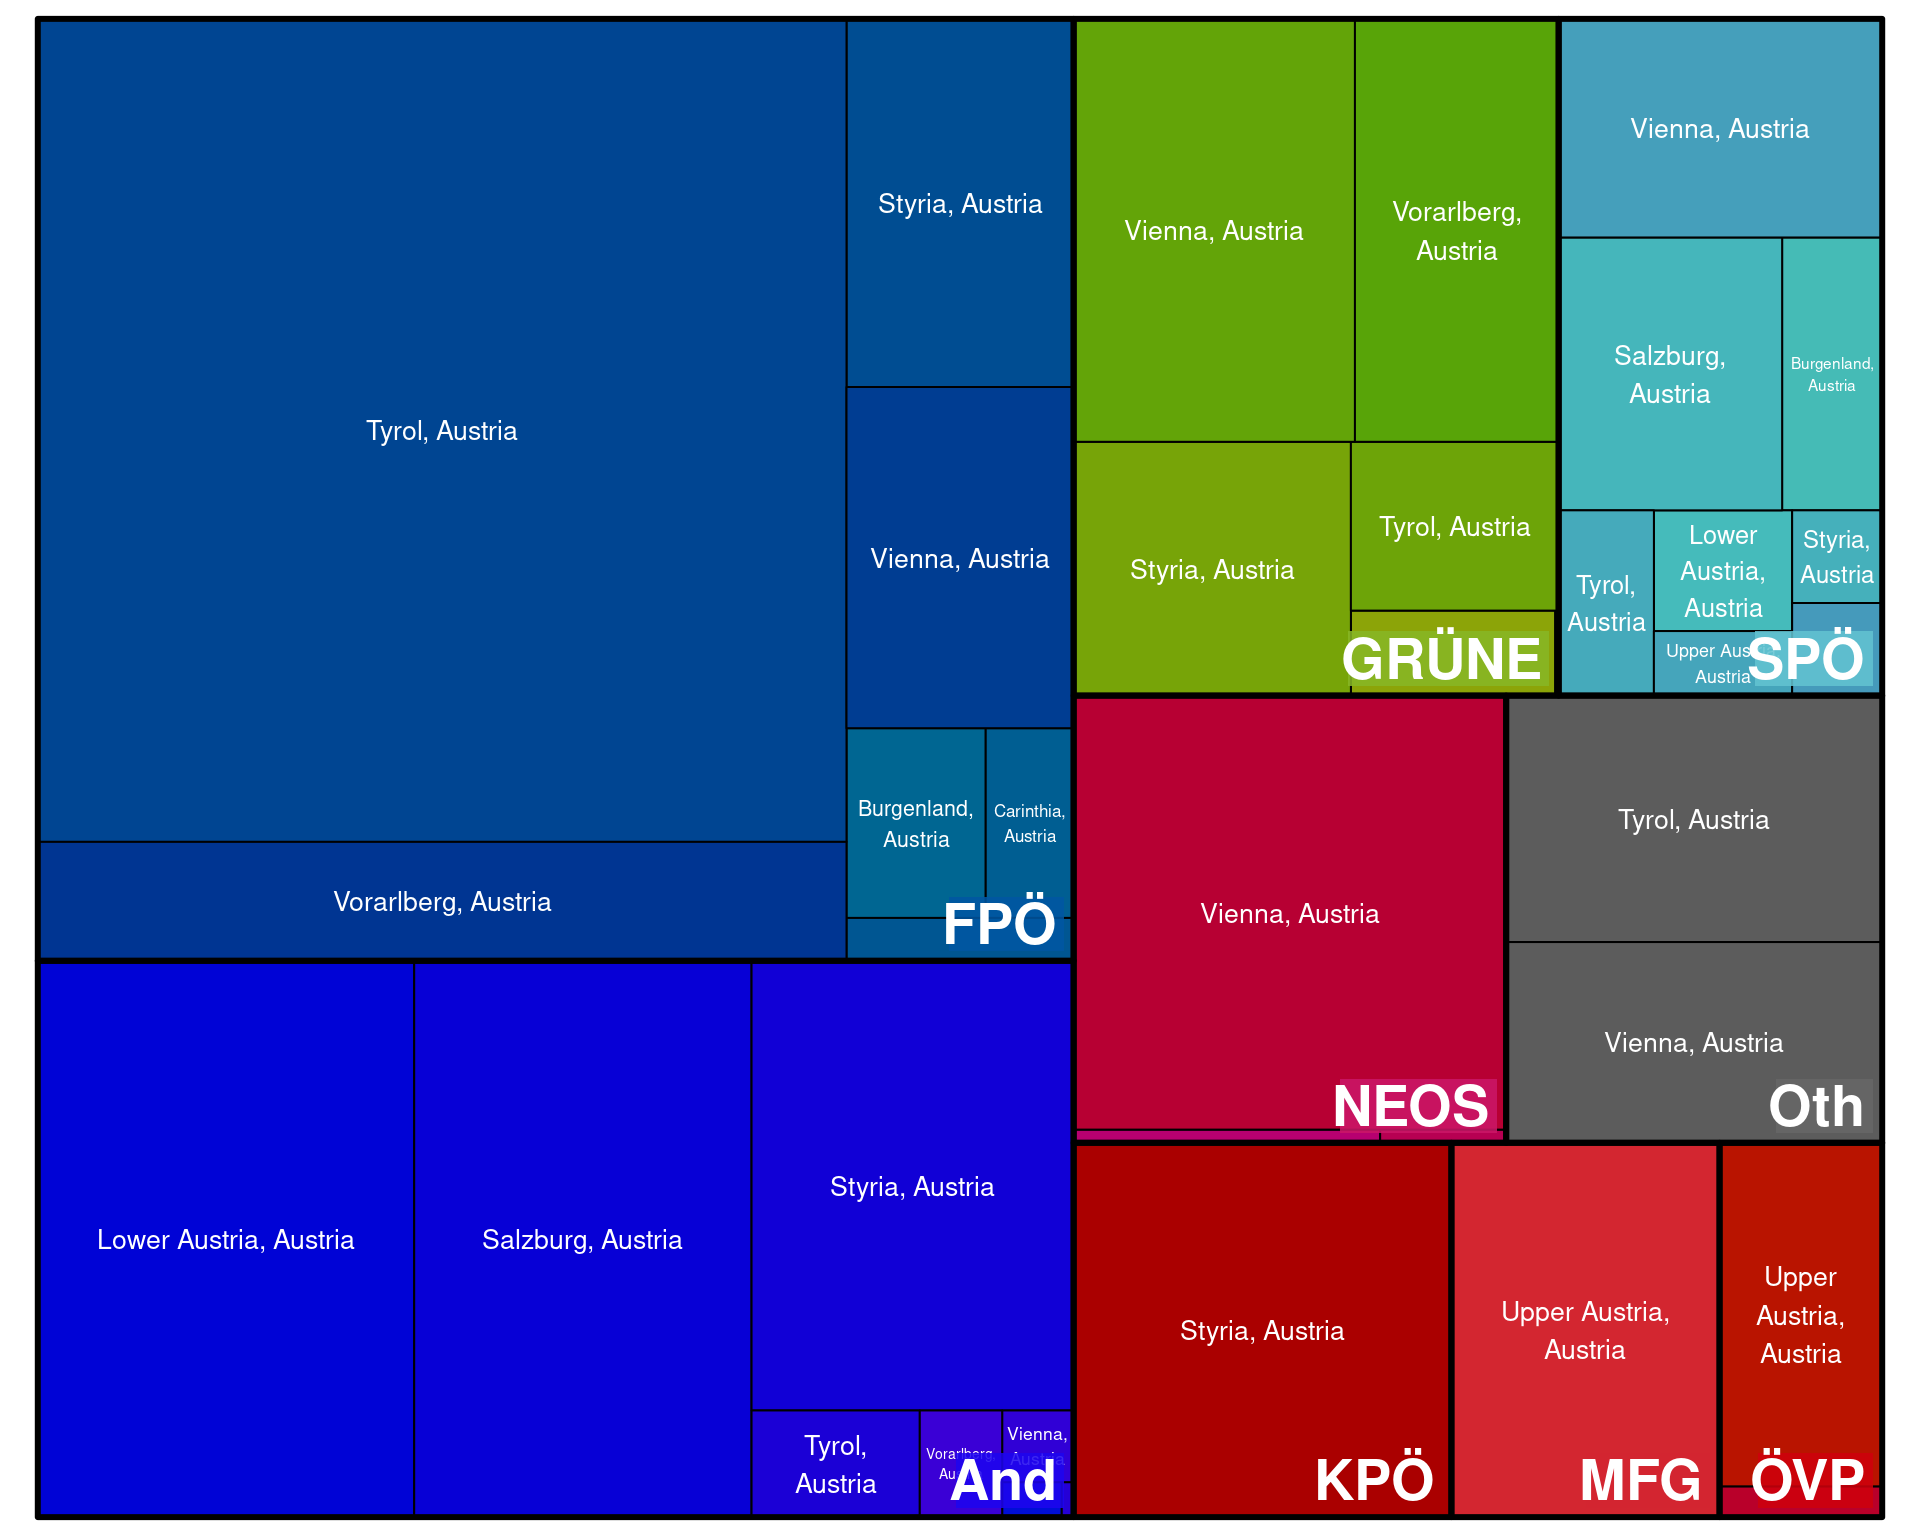 Tyrol, Austria
Styria, Austria
Vienna, Austria
Burgenland,
Austria
Carinthia,
Austria
Vorarlberg, Austria
FPÖ
Lower Austria, Austria
Salzburg, Austria
Styria, Austria
Tyrol,
Austria
Vorarlberg,
Vienna,
Austria
And
Vienna, Austria
Vorarlberg,
Austria
Styria, Austria
Tyrol, Austria
GRÜNE
Vienna, Austria
Salzburg,
Austria
Burgenland,
Austria
Tyrol,
Austria
Lower
Austria,
Austria
Styria,
Austria
Upper
Austria
SPÖ
Vienna, Austria
NEOS
Tyrol, Austria
Vienna, Austria
Oth
Styria, Austria
KPÖ
Upper Austria,
Austria
MFG
Upper
Austria,
Austria
ÖVP